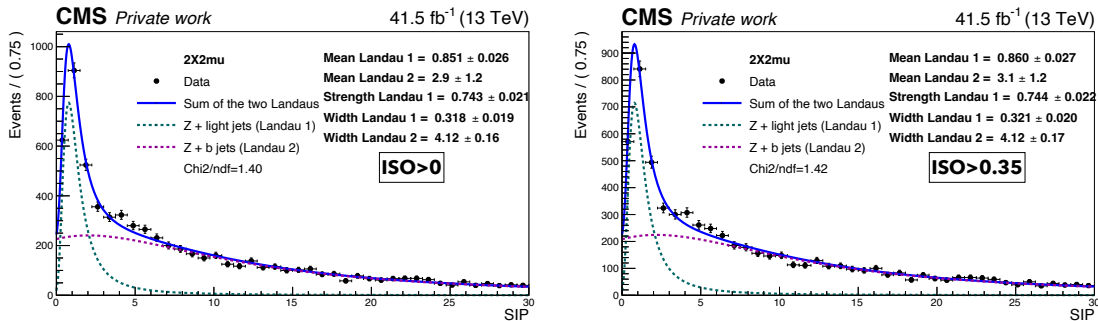 CMS Private work 41.5 fb⁻¹ (13 TeV)
Events / ( 0.75 )
1000
800
600
400
200
0
2X2mu
Data
Sum of the two Landaus
Z + light jets (Landau 1)
Z + b jets (Landau 2)
Chi2/ndf=1.40
Mean Landau 1 = 0.851 ± 0.026
Mean Landau 2 = 2.9 ± 1.2
Strength Landau 1 = 0.743 ± 0.021
Width Landau 1 = 0.318 ± 0.019
Width Landau 2 = 4.12 ± 0.16
ISO>0
0 5 10 15 20 25 30
SIP
CMS Private work 41.5 fb⁻¹ (13 TeV)
Events / ( 0.75 )
900
800
700
600
500
400
300
200
100
0
2X2mu
Data
Sum of the two Landaus
Z + light jets (Landau 1)
Z + b jets (Landau 2)
Chi2/ndf=1.42
Mean Landau 1 = 0.860 ± 0.027
Mean Landau 2 = 3.1 ± 1.2
Strength Landau 1 = 0.744 ± 0.022
Width Landau 1 = 0.321 ± 0.020
Width Landau 2 = 4.12 ± 0.17
ISO>0.35
0 5 10 15 20 25 30
SIP